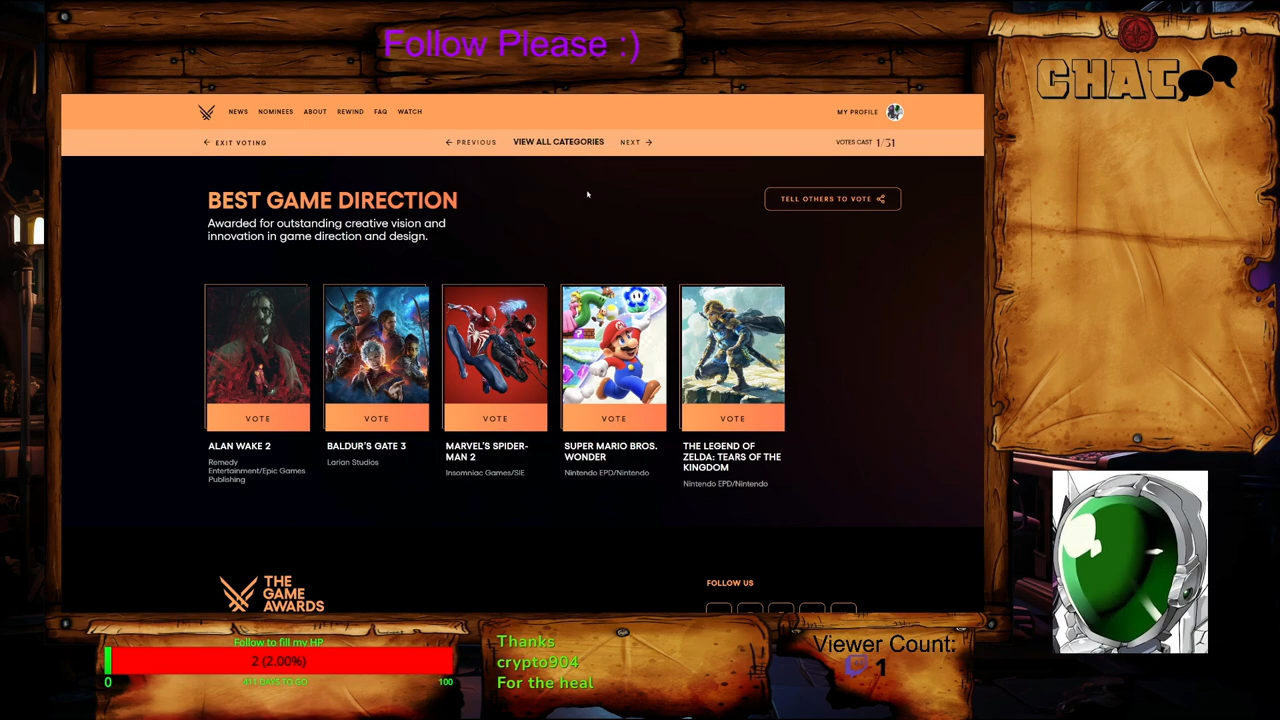 Follow Please :)
CHAT
NEWS NOMINEES ABOUT REWIND FAQ WATCH
MY PROFILE
EXIT VOTING
PREVIOUS VIEW ALL CATEGORIES NEXT
VOTES CAST 1/31
BEST GAME DIRECTION
Awarded for outstanding creative vision and
innovation in game direction and design.
TELL OTHERS TO VOTE
VOTE VOTE VOTE VOTE VOTE
ALAN WAKE 2
Remedy
Entertainment/Epic Games
Publishing
BALDUR'S GATE 3
Larian Studios
MARVEL'S SPIDER-
MAN 2
Insomniac Games/SIE
SUPER MARIO BROS.
WONDER
Nintendo EPD/Nintendo
THE LEGEND OF
ZELDA: TEARS OF THE
KINGDOM
Nintendo EPD/Nintendo
THE
GAME
AWARDS
FOLLOW US
Follow to fill my HP
2 (2.00%)
0
100
Thanks
crypto904
For the heal
Viewer Count:
1